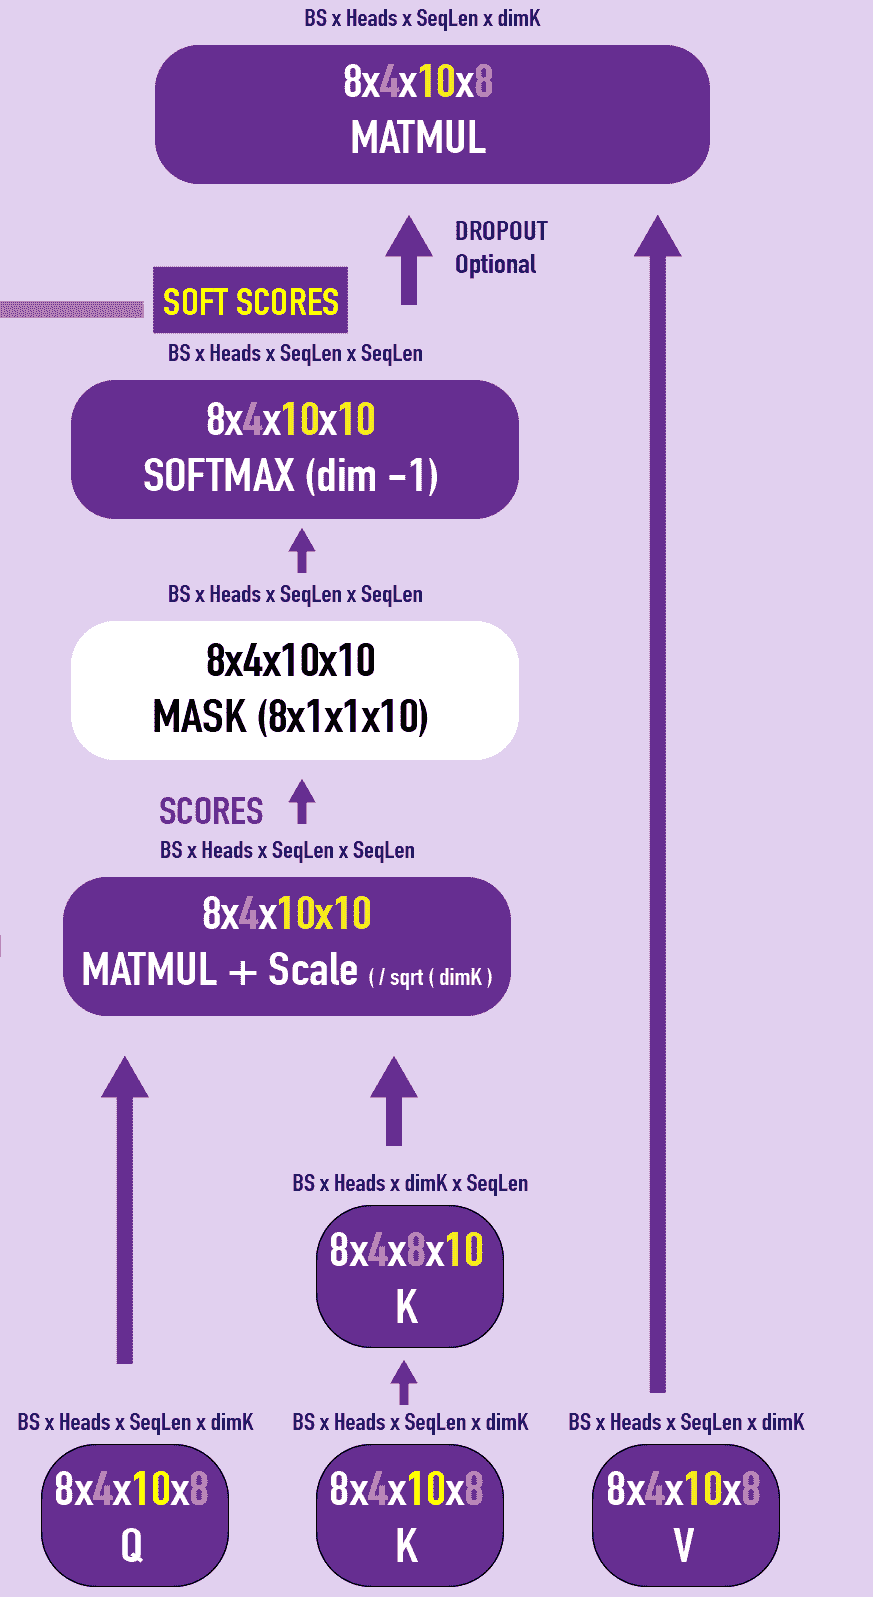 BS x Heads x SeqLen x dimK
8x4x10x8
MATMUL
DROPOUT
Optional
SOFT SCORES
BS x Heads x SeqLen x SeqLen
8x4x10x10
SOFTMAX (dim -1)
BS x Heads x SeqLen x SeqLen
8x4x10x10
MASK (8x1x1x10)
SCORES
BS x Heads x SeqLen x SeqLen
8x4x10x10
MATMUL + Scale ( / sqrt ( dimK )
BS x Heads x dimK x SeqLen
8x4x8x10
K
BS x Heads x SeqLen x dimK
8x4x10x8
Q
BS x Heads x SeqLen x dimK
8x4x10x8
K
BS x Heads x SeqLen x dimK
8x4x10x8
V